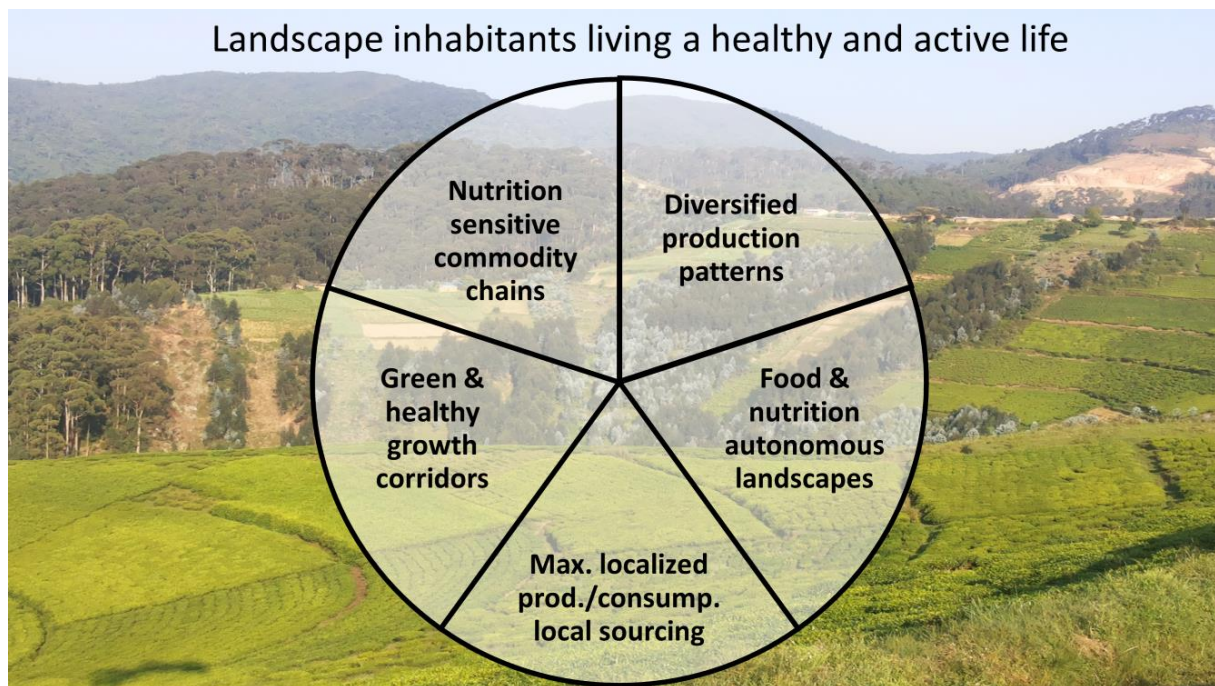 Landscape inhabitants living a healthy and active life
Nutrition
sensitive
commodity
chains
Diversified
production
patterns
Green &
healthy
growth
corridors
Food &
nutrition
autonomous
landscapes
Max. localized
prod./consump.
local sourcing